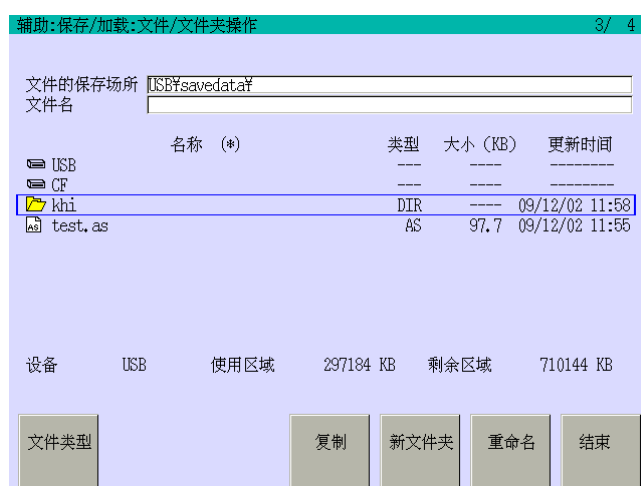 辅助:保存/加载:文件/文件夹操作 3/ 4
文件的保存场所 USB¥savedata¥
文件名
名称 (*) 类型 大小 (KB) 更新时间
USB --- ---- --------
CF --- ---- --------
khi DIR ---- 09/12/02 11:58
AS test.as AS 97.7 09/12/02 11:55
设备 USB 使用区域 297184 KB 剩余区域 710144 KB
文件类型 复制 新文件夹 重命名 结束